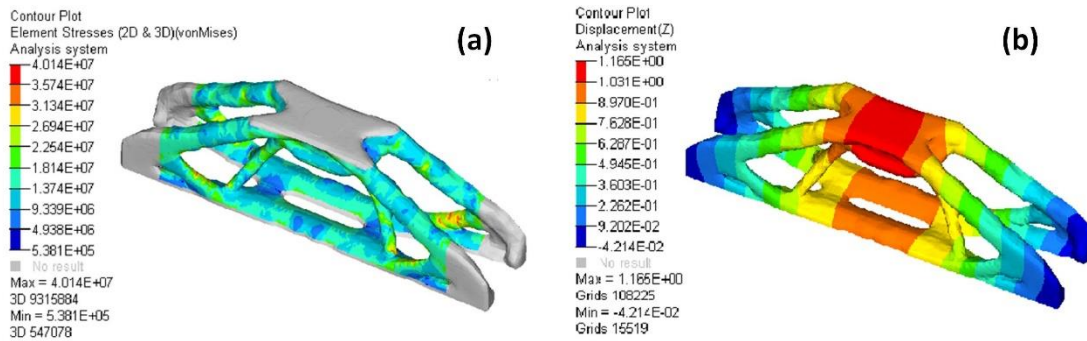 Contour Plot
Element Stresses (2D & 3D)(vonMises)
Analysis system
4.014E+07
3.574E+07
3.134E+07
2.694E+07
2.254E+07
1.814E+07
1.374E+07
9.339E+06
4.938E+06
5.381E+05
No result
Max = 4.014E+07
3D 9315884
Min = 5.381E+05
3D 547078
(a)
Contour Plot
Displacement(Z)
Analysis system
1.165E+00
1.031E+00
8.970E-01
7.628E-01
6.287E-01
4.945E-01
3.603E-01
2.262E-01
9.202E-02
-4.214E-02
No result
Max = 1.165E+00
Grids 108225
Min = -4.214E-02
Grids 15519
(b)